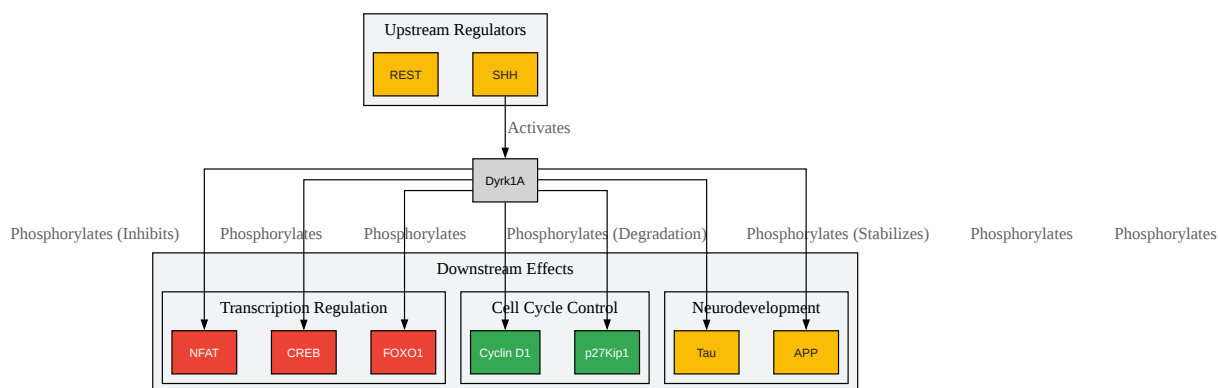 Upstream Regulators
REST
SHH
Activates
Dyrk1A
Phosphorylates (Inhibits)
Phosphorylates
Phosphorylates
Phosphorylates (Degradation)
Phosphorylates (Stabilizes)
Phosphorylates
Phosphorylates
Downstream Effects
Transcription Regulation
Cell Cycle Control
Neurodevelopment
NFAT
CREB
FOXO1
Cyclin D1
p27Kip1
Tau
APP